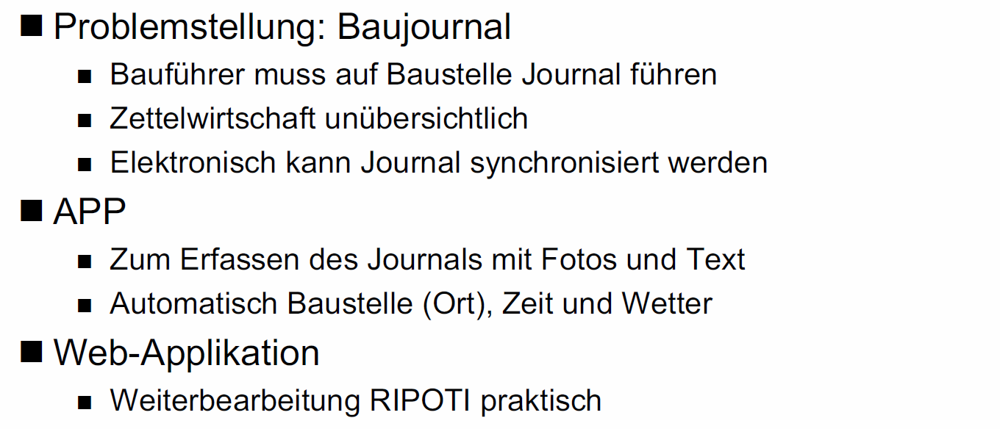 Problemstellung: Baujournal
Bauführer muss auf Baustelle Journal führen
Zettelwirtschaft unübersichtlich
Elektronisch kann Journal synchronisiert werden
APP
Zum Erfassen des Journals mit Fotos und Text
Automatisch Baustelle (Ort), Zeit und Wetter
Web-Applikation
Weiterbearbeitung RIPOTI praktisch